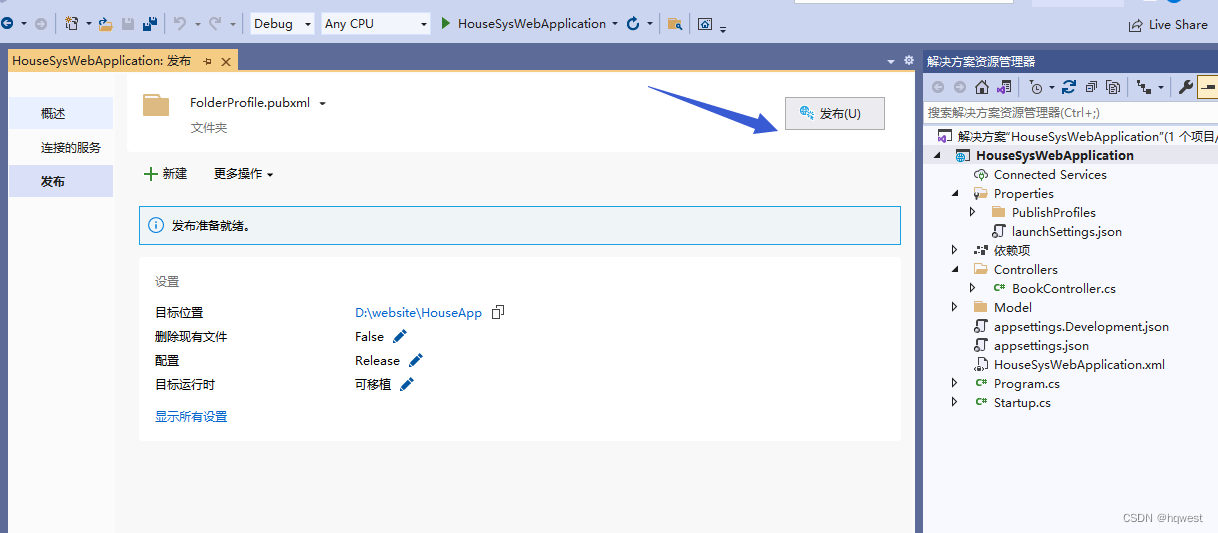 Debug
Any CPU
HouseSysWebApplication
Live Share
HouseSysWebApplication: 发布
概述
连接的服务
发布
FolderProfile.pubxml
文件夹
发布(U)
新建
更多操作
发布准备就绪。
设置
目标位置
D:\website\HouseApp
删除现有文件
False
配置
Release
目标运行时
可移植
显示所有设置
解决方案资源管理器
搜索解决方案资源管理器(Ctrl+;)
解决方案"HouseSysWebApplication"(1 个项目/
HouseSysWebApplication
Connected Services
Properties
PublishProfiles
launchSettings.json
依赖项
Controllers
C# BookController.cs
Model
appsettings.Development.json
appsettings.json
HouseSysWebApplication.xml
C# Program.cs
C# Startup.cs
CSDN @hqwest